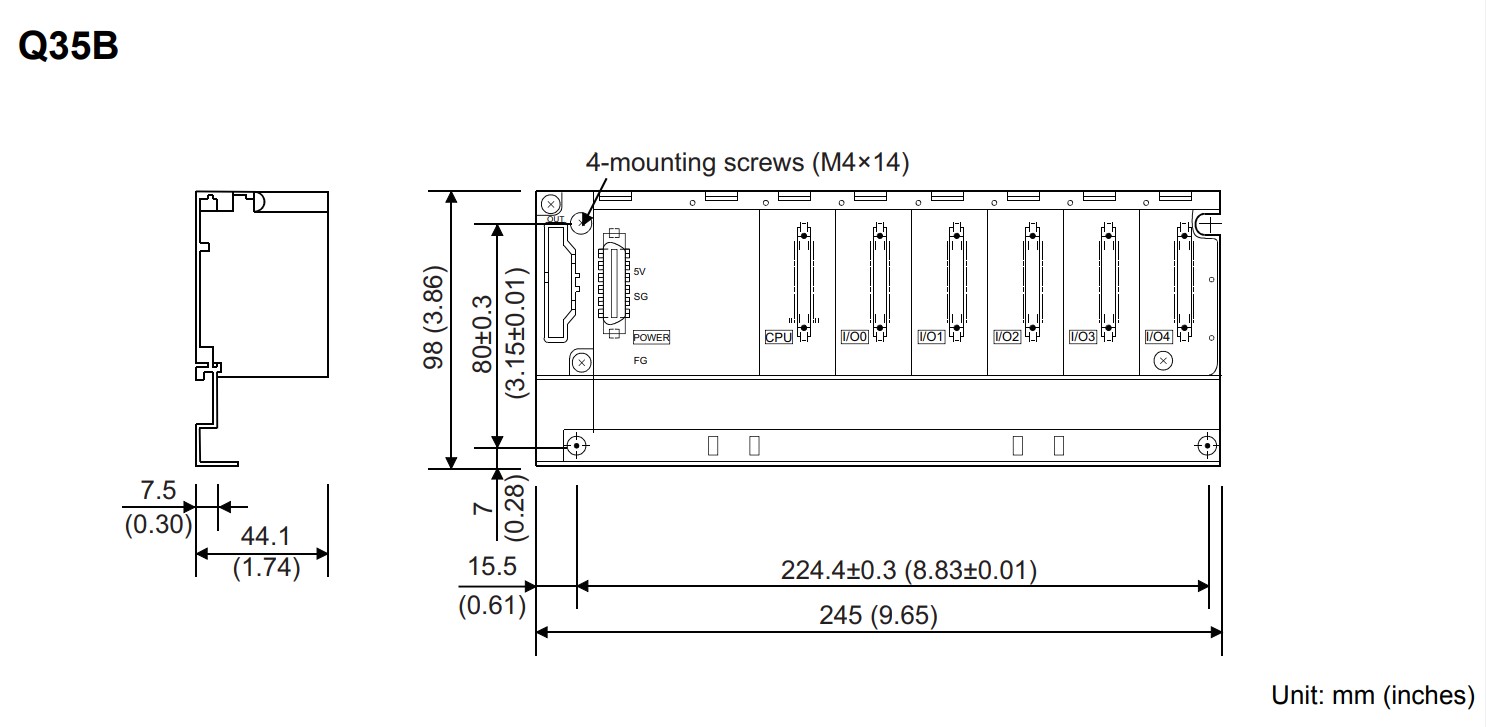 Q35B
4-mounting screws (M4×14)
OUT
5V
SG
POWER
FG
CPU
I/O0
I/O1
I/O2
I/O3
I/O4
98 (3.86)
80±0.3
(3.15±0.01)
7
(0.28)
7.5
(0.30)
44.1
(1.74)
15.5
(0.61)
224.4±0.3 (8.83±0.01)
245 (9.65)
Unit: mm (inches)